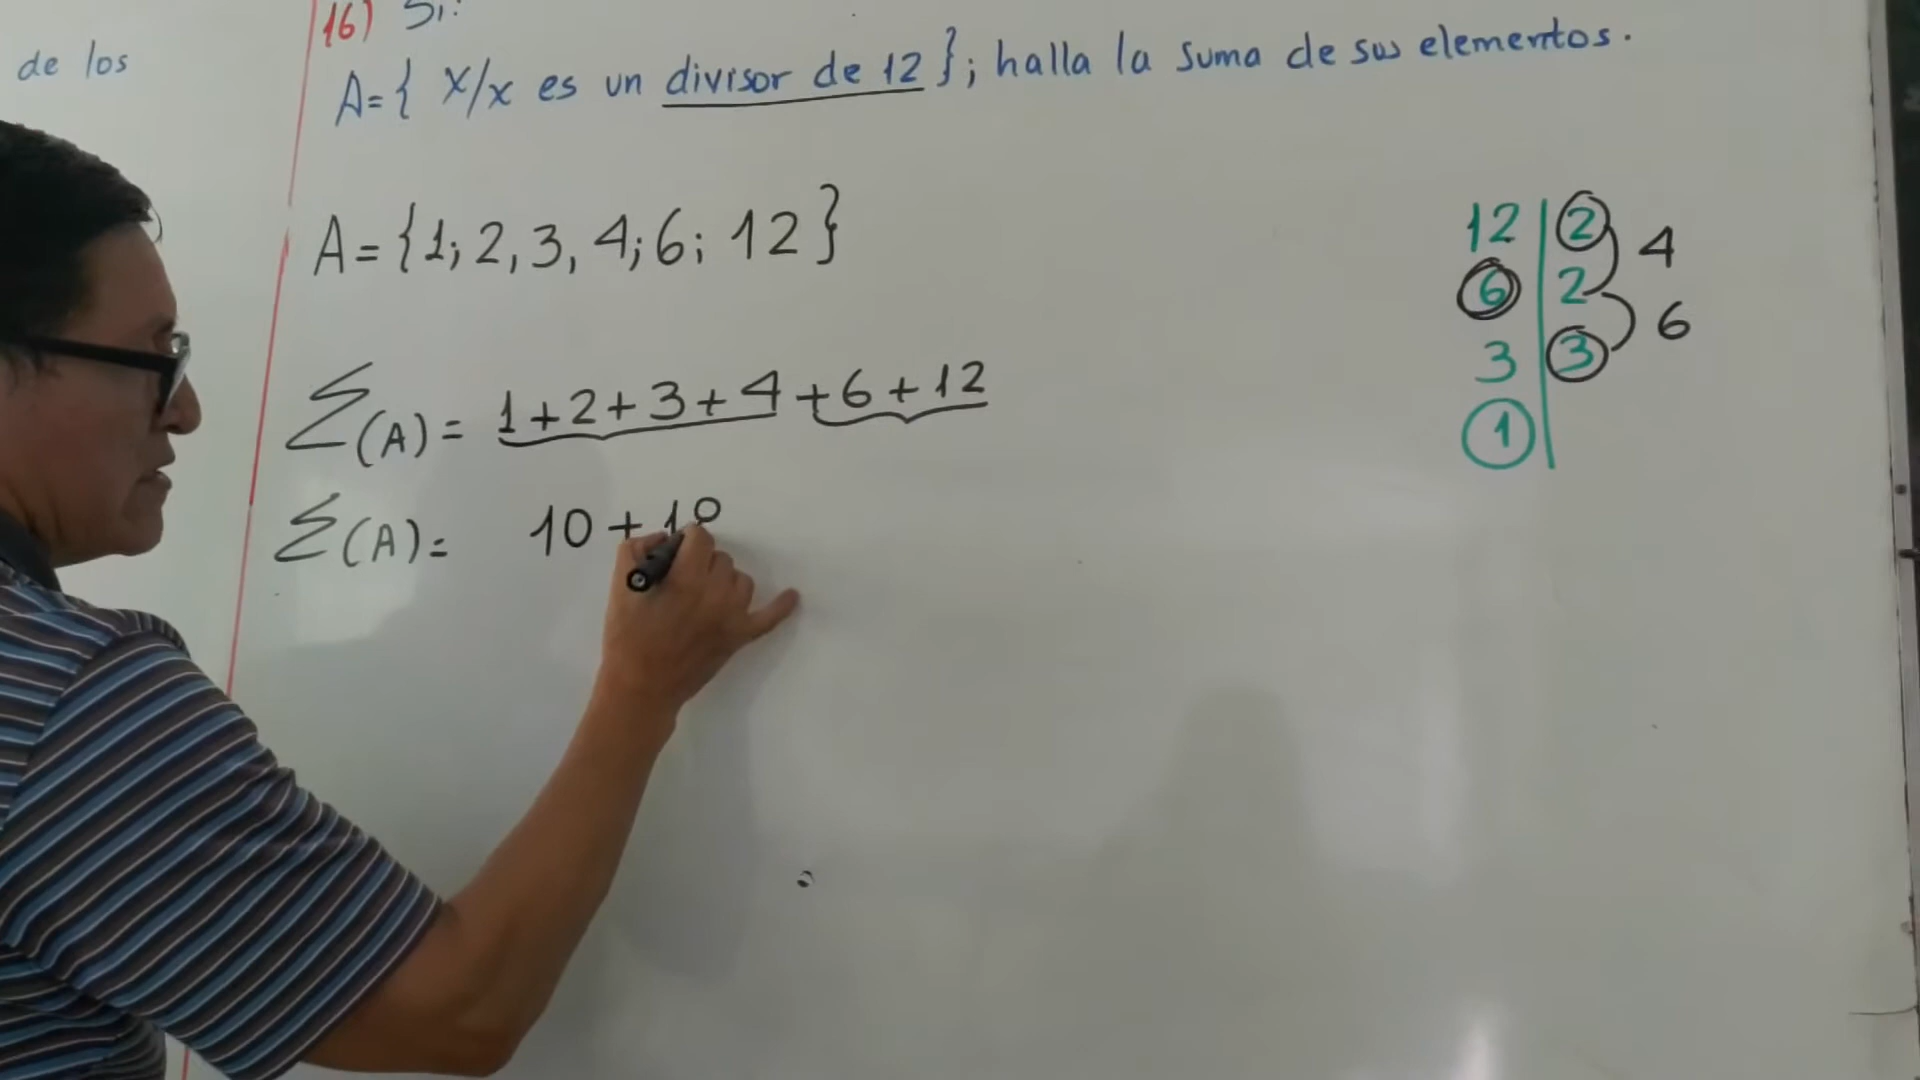 de los
16) Si:
A={ x/x es un divisor de 12 }; halla la suma de sus elementos.
A={1; 2, 3, 4; 6; 12}
Σ(A) = 1+2+3+4+6+12
Σ(A) = 10+18
12 | 2
4
6 | 2
6
3 | 3
1